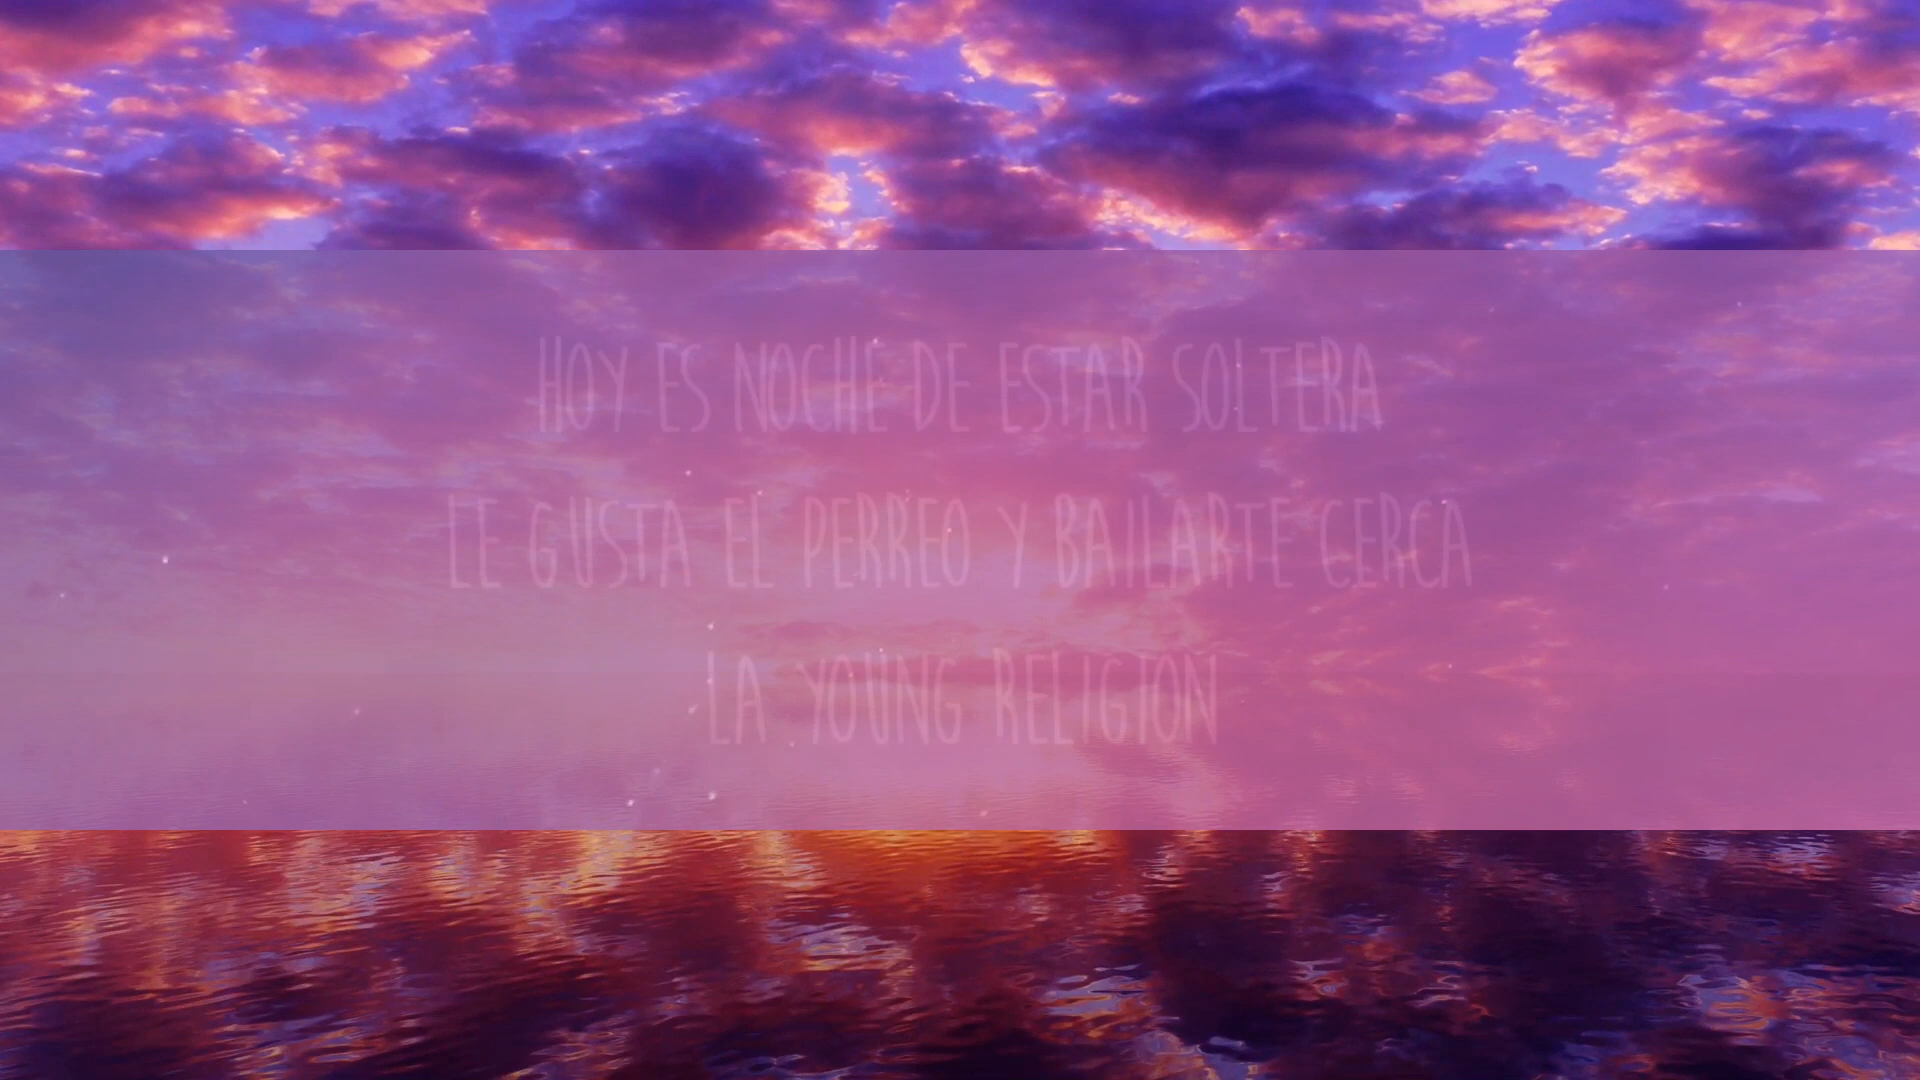 HOY ES NOCHE DE ESTAR SOLTERA
LE GUSTA EL PERREO Y BAILARTE CERCA
LA YOUNG RELIGION